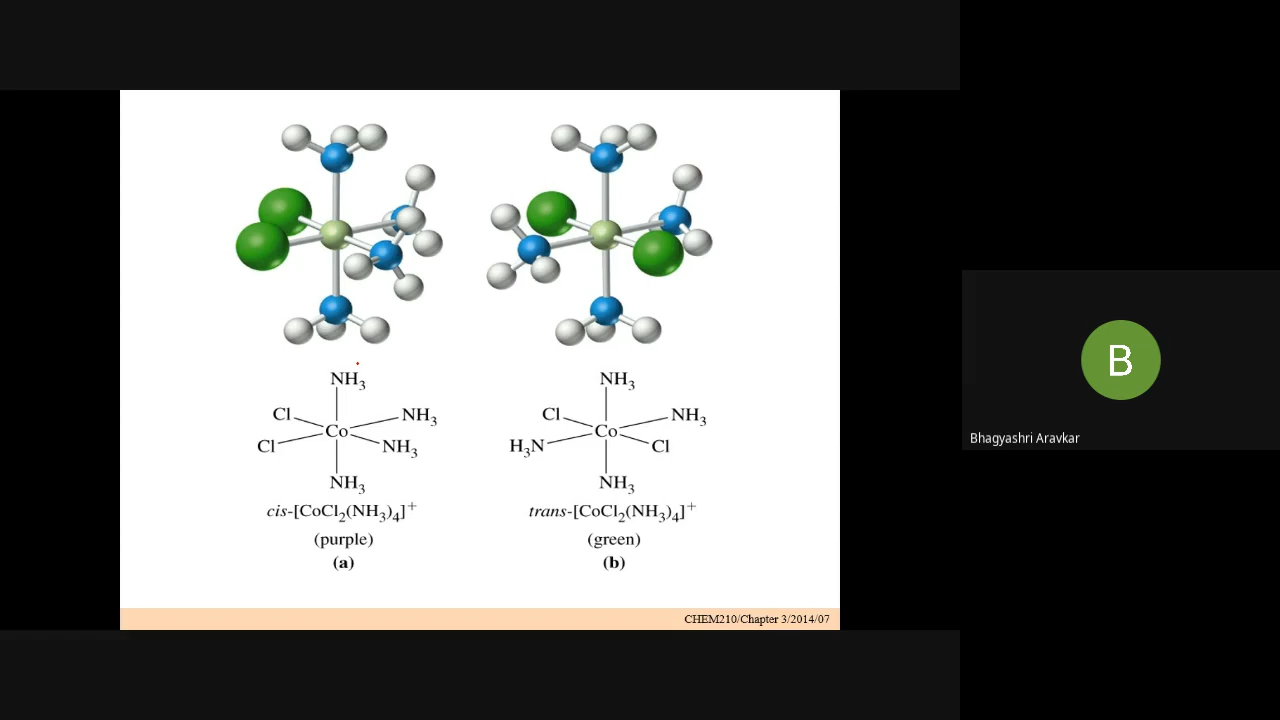 NH3
Cl
NH3
Co
Cl
NH3
NH3
cis-[CoCl2(NH3)4]+
(purple)
(a)
NH3
Cl
NH3
Co
H3N
Cl
NH3
trans-[CoCl2(NH3)4]+
(green)
(b)
CHEM210/Chapter 3/2014/07
B
Bhagyashri Aravkar